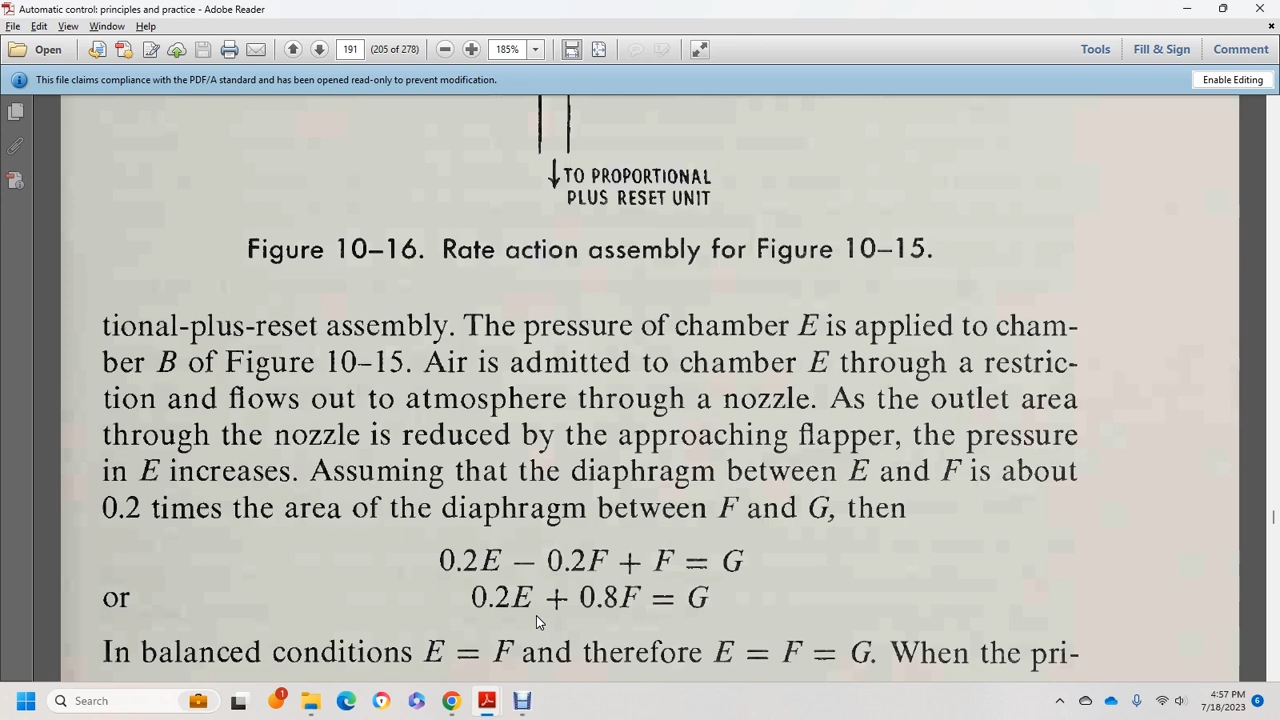 Automatic control: principles and practice - Adobe Reader
File Edit View Window Help
Open 191 (205 of 278) 185% Tools Fill & Sign Comment
This file claims compliance with the PDF/A standard and has been opened read-only to prevent modification. Enable Editing
TO PROPORTIONAL
PLUS RESET UNIT
Figure 10–16. Rate action assembly for Figure 10–15.
tional-plus-reset assembly. The pressure of chamber E is applied to cham-
ber B of Figure 10–15. Air is admitted to chamber E through a restric-
tion and flows out to atmosphere through a nozzle. As the outlet area
through the nozzle is reduced by the approaching flapper, the pressure
in E increases. Assuming that the diaphragm between E and F is about
0.2 times the area of the diaphragm between F and G, then
0.2E − 0.2F + F = G
or 0.2E + 0.8F = G
In balanced conditions E = F and therefore E = F = G. When the pri-
Search 1 4:57 PM
7/18/2023 6